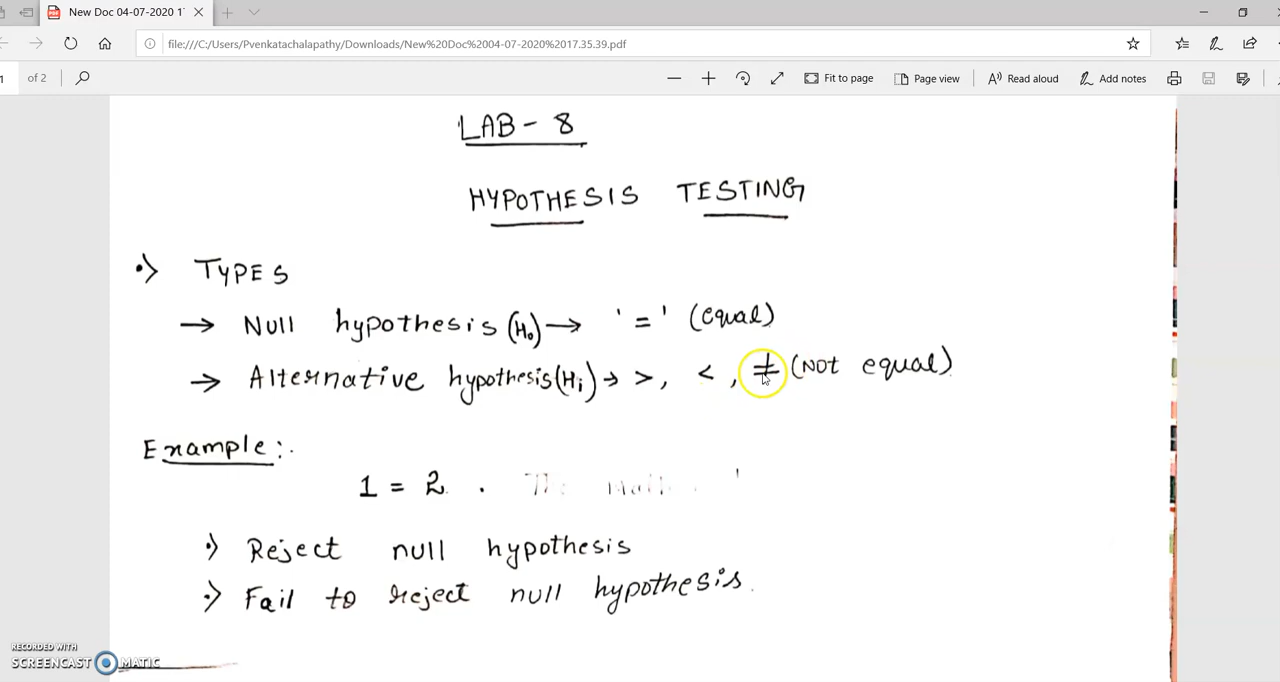 New Doc 04-07-2020 1
file:///C:/Users/Pvenkatachalapathy/Downloads/New%20Doc%2004-07-2020%2017.35.39.pdf
1 of 2 Fit to page Page view Read aloud Add notes
LAB - 8
HYPOTHESIS TESTING
TYPES
→ Null hypothesis (H₀) → '=' (equal)
→ Alternative hypothesis (H₁) → >, <, ≠ (Not equal)
Example:
1 = 2 .
Reject null hypothesis
Fail to reject null hypothesis.
RECORDED WITH
SCREENCAST MATIC